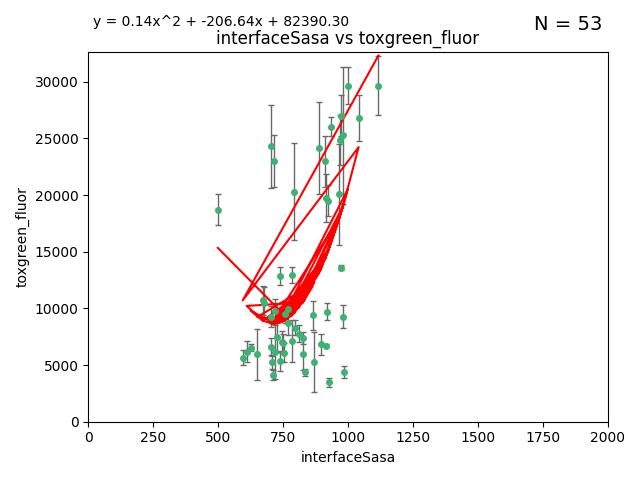 y = 0.14x^2 + -206.64x + 82390.30
N = 53
interfaceSasa vs toxgreen_fluor
30000
25000
20000
15000
10000
5000
0
toxgreen_fluor
0 250 500 750 1000 1250 1500 1750 2000
interfaceSasa